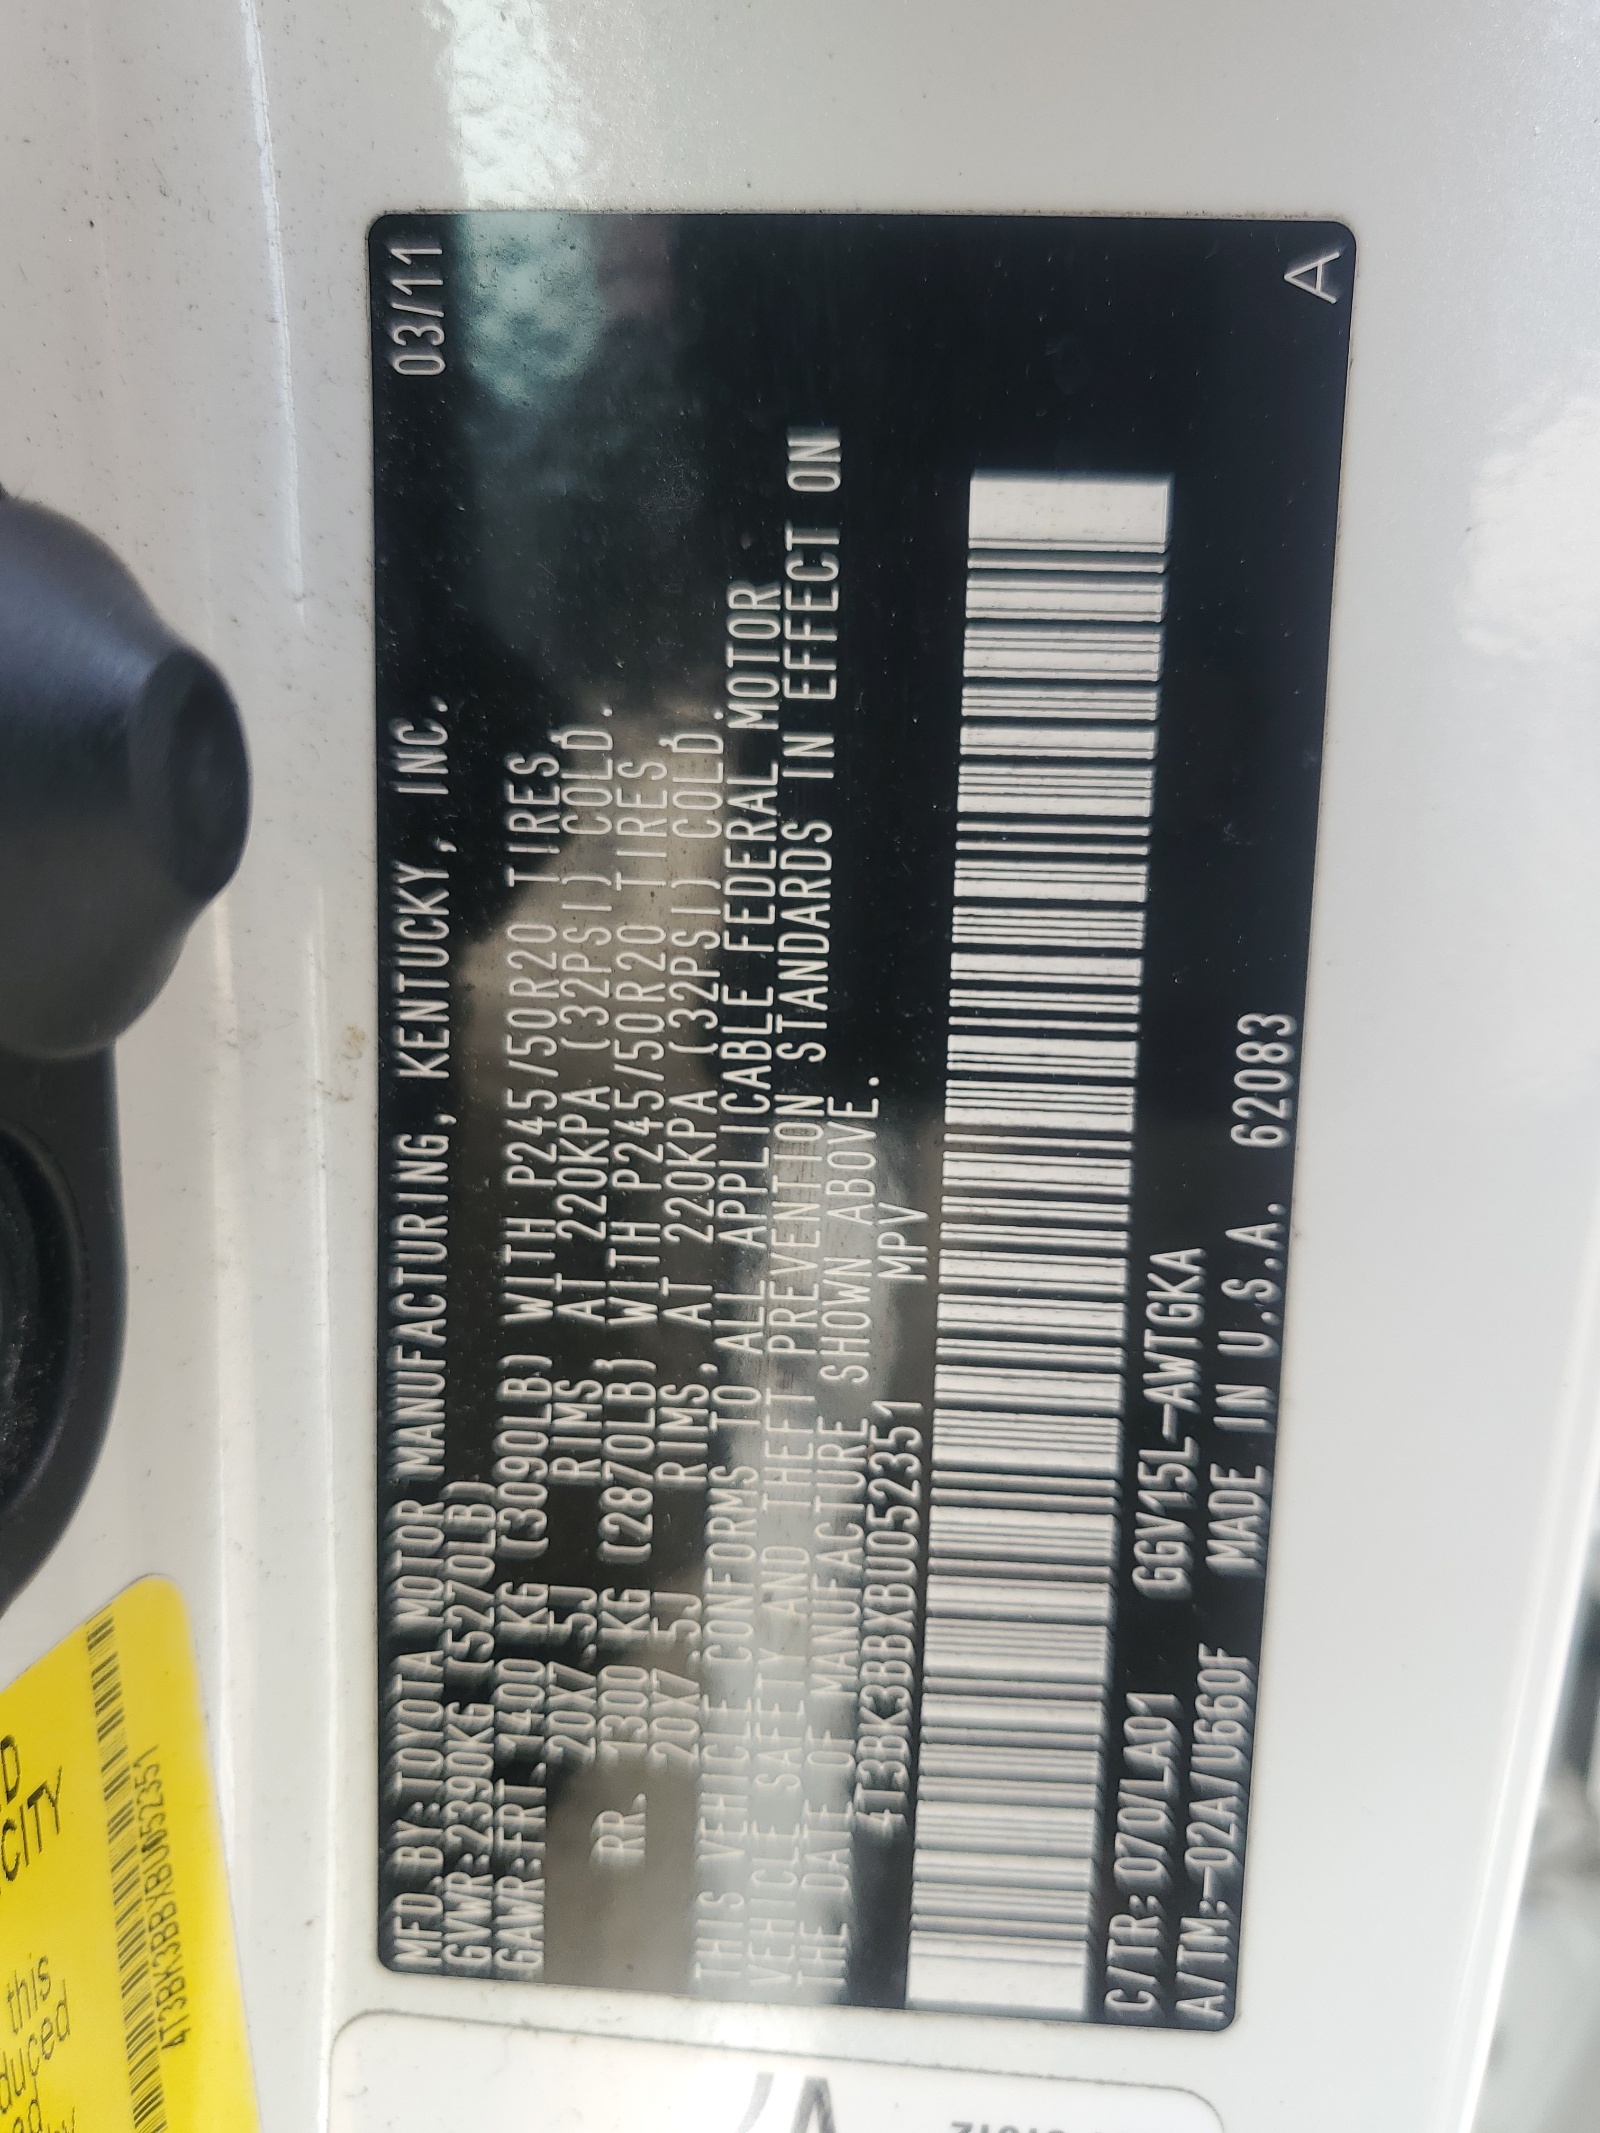 MFD. BY: TOYOTA MOTOR MANUFACTURING, KENTUCKY, INC. 03/11
GVWR: 2390KG (5270LB)
GAWR: FRT. 1400 KG (3090LB) WITH P245/50R20 TIRES
20X7.5J RIMS AT 220KPA (32PSI) COLD.
RR. 1300 KG (2870LB) WITH P245/50R20 TIRES
20X7.5J RIMS, AT 220KPA (32PSI) COLD.
THIS VEHICLE CONFORMS TO ALL APPLICABLE FEDERAL MOTOR
VEHICLE SAFETY AND THEFT PREVENTION STANDARDS IN EFFECT ON
THE DATE OF MANUFACTURE SHOWN ABOVE.
4T3BK3BBXBU052351 MPV
C/TR: 070/LA01 GGV15L-AWTGKA
A/TM: -02A/U660F MADE IN U.S.A. 62083
A
CITY
4T3BK3BBXBU052351
this